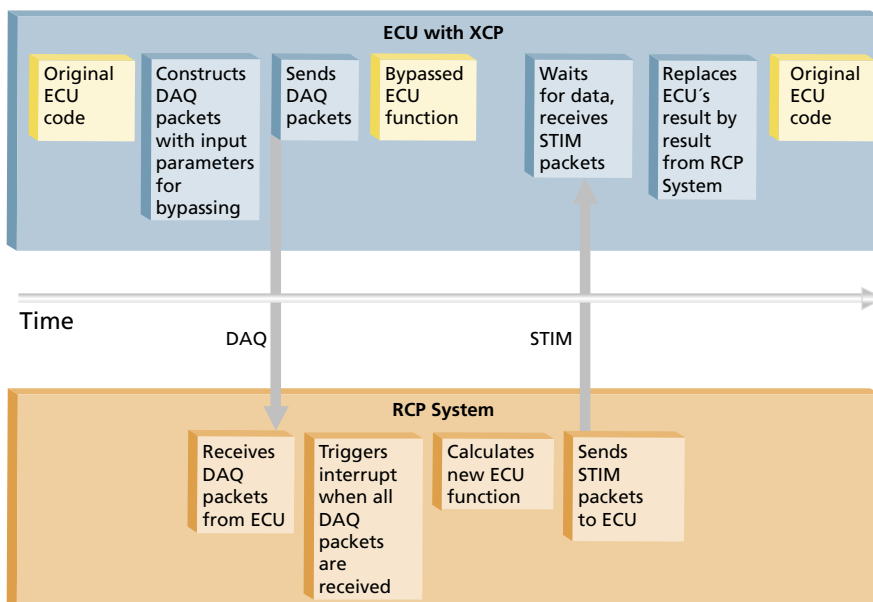 ECU with XCP
Original
ECU
code
Constructs
DAQ
packets
with input
parameters
for
bypassing
Sends
DAQ
packets
Bypassed
ECU
function
Waits
for data,
receives
STIM
packets
Replaces
ECU´s
result by
result
from RCP
System
Original
ECU
code
Time
DAQ
STIM
RCP System
Receives
DAQ
packets
from ECU
Triggers
interrupt
when all
DAQ
packets
are
received
Calculates
new ECU
function
Sends
STIM
packets
to ECU